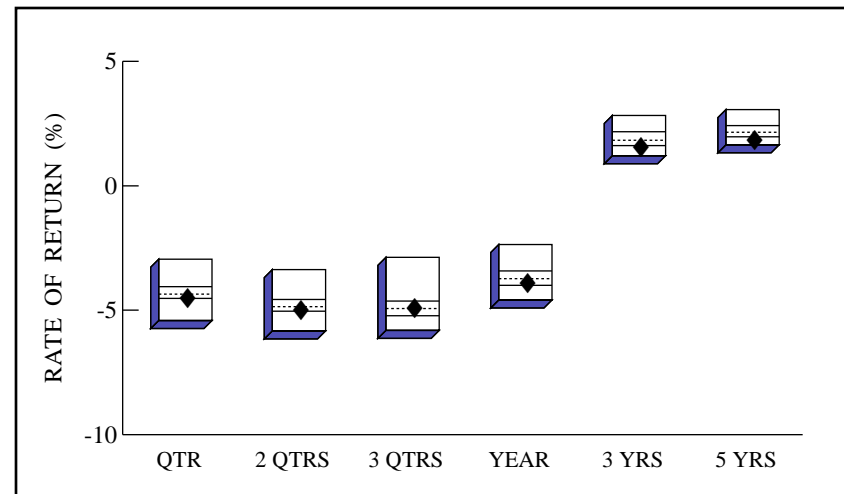 5
0
-5
-10
RATE OF RETURN (%)
QTR 2 QTRS 3 QTRS YEAR 3 YRS 5 YRS